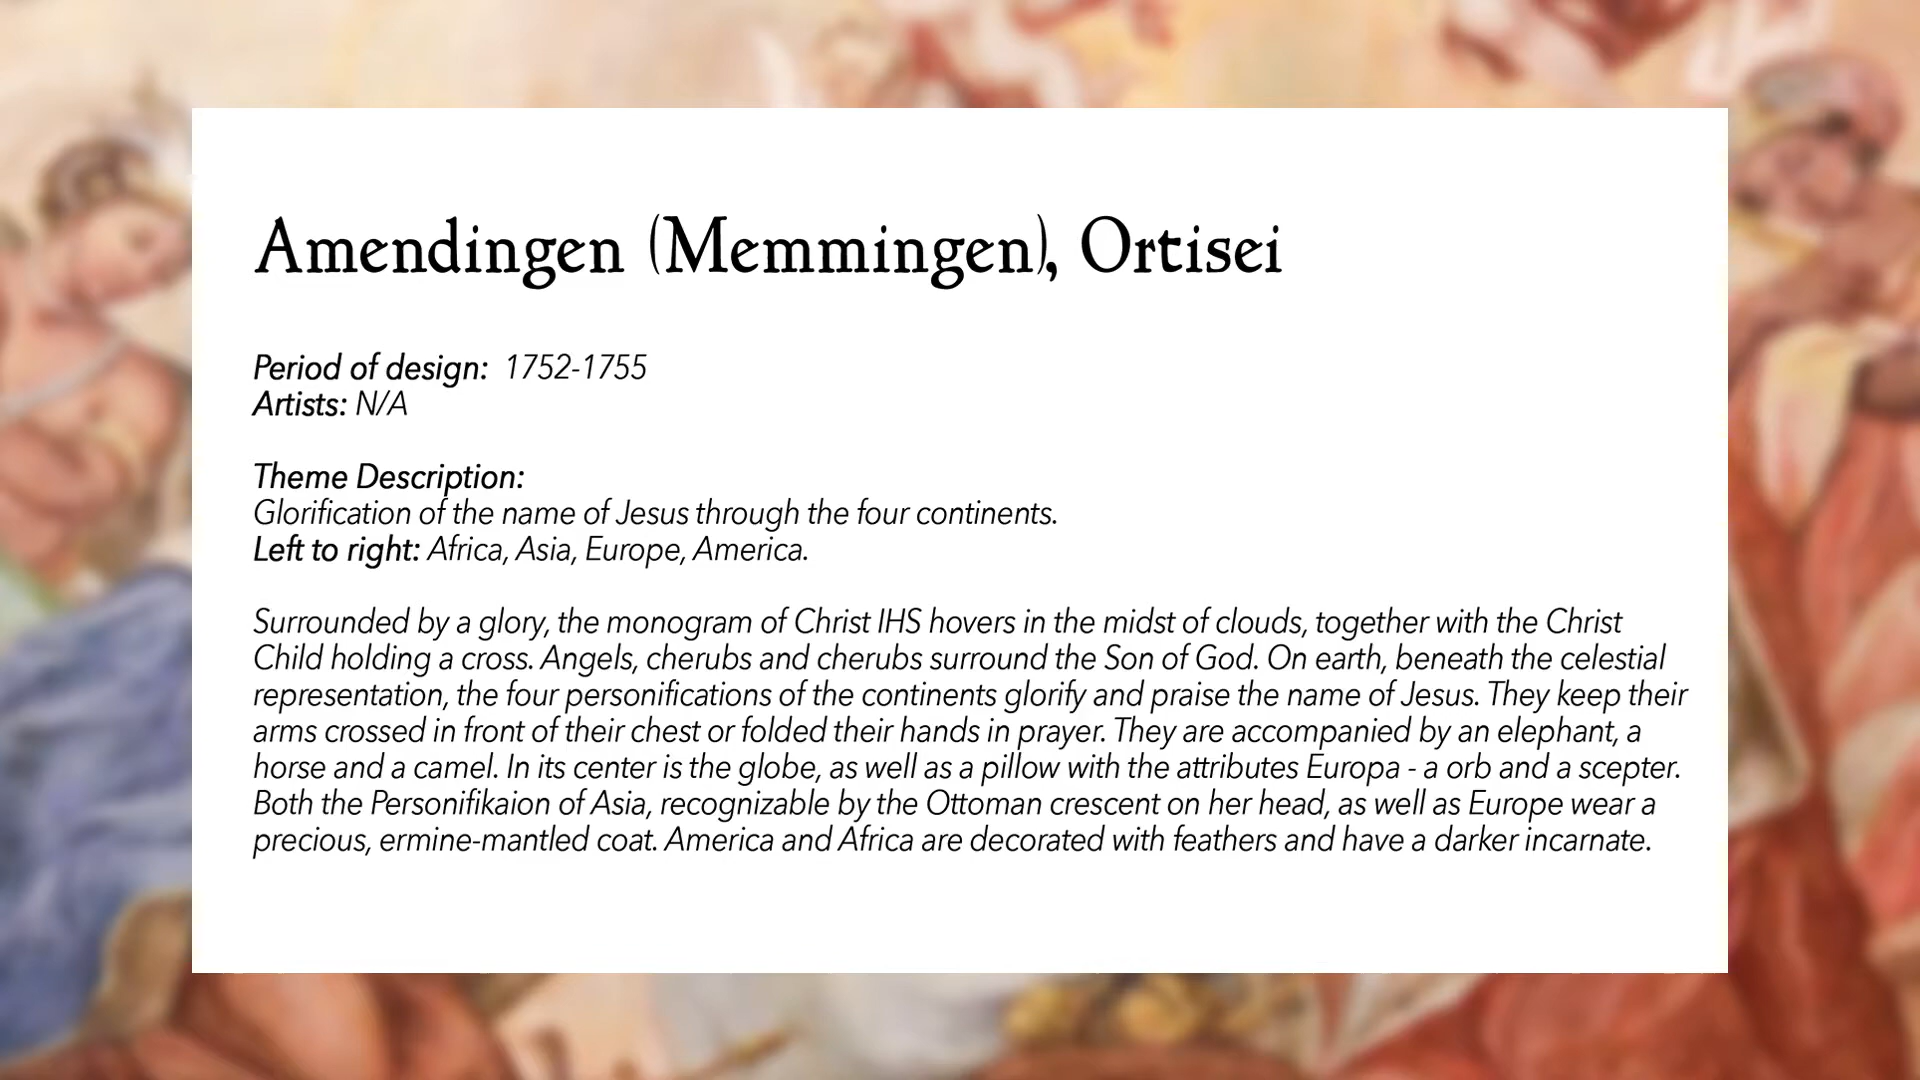 Amendingen (Memmingen), Ortisei
Period of design: 1752-1755
Artists: N/A
Theme Description:
Glorification of the name of Jesus through the four continents.
Left to right: Africa, Asia, Europe, America.
Surrounded by a glory, the monogram of Christ IHS hovers in the midst of clouds, together with the Christ
Child holding a cross. Angels, cherubs and cherubs surround the Son of God. On earth, beneath the celestial
representation, the four personifications of the continents glorify and praise the name of Jesus. They keep their
arms crossed in front of their chest or folded their hands in prayer. They are accompanied by an elephant, a
horse and a camel. In its center is the globe, as well as a pillow with the attributes Europa - a orb and a scepter.
Both the Personifikaion of Asia, recognizable by the Ottoman crescent on her head, as well as Europe wear a
precious, ermine-mantled coat. America and Africa are decorated with feathers and have a darker incarnate.